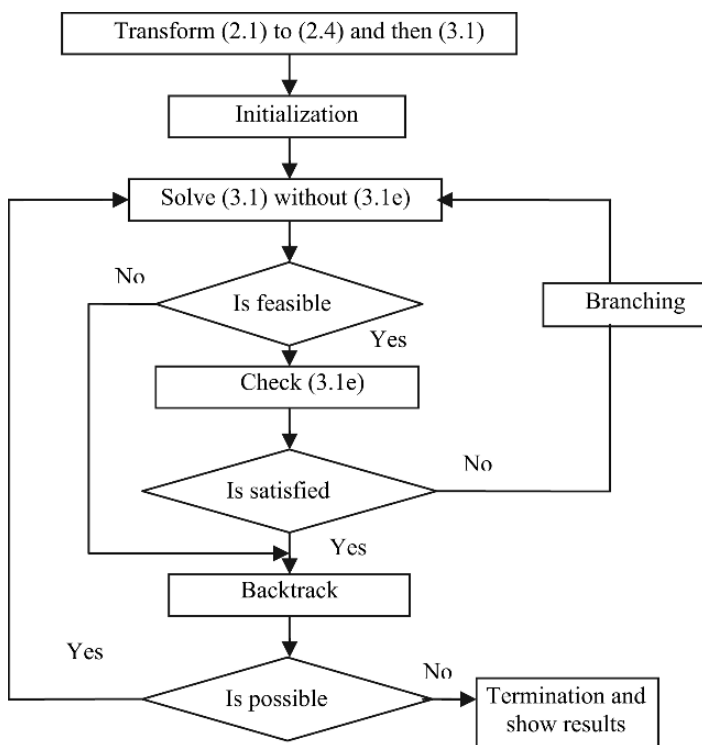 Transform (2.1) to (2.4) and then (3.1)
Initialization
Solve (3.1) without (3.1e)
No
Is feasible
Branching
Yes
Check (3.1e)
No
Is satisfied
Yes
Backtrack
Yes
No
Is possible
Termination and
show results